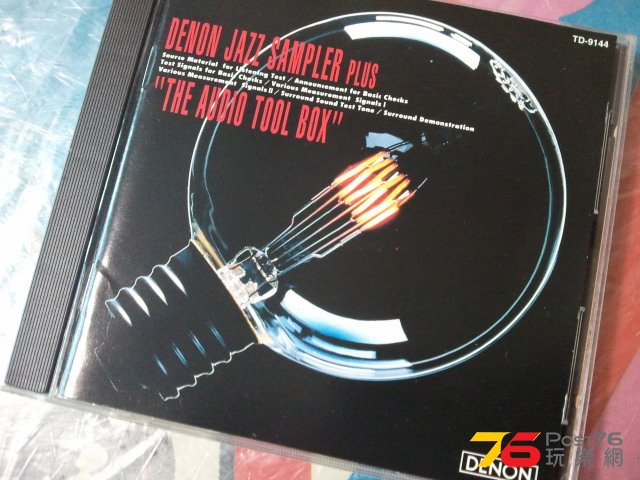 TD-9144
DENON JAZZ SAMPLER PLUS
Sourse Material for Listening Test / Announcement for Basic Checks
Test Signals for Basic Checks / Various Measurement Signals I
Various Measurement Signals II / Surround Sound Test Tone / Surround Demonstration
"THE AUDIO TOOL BOX"
76 Post76
玩樂網
DENON